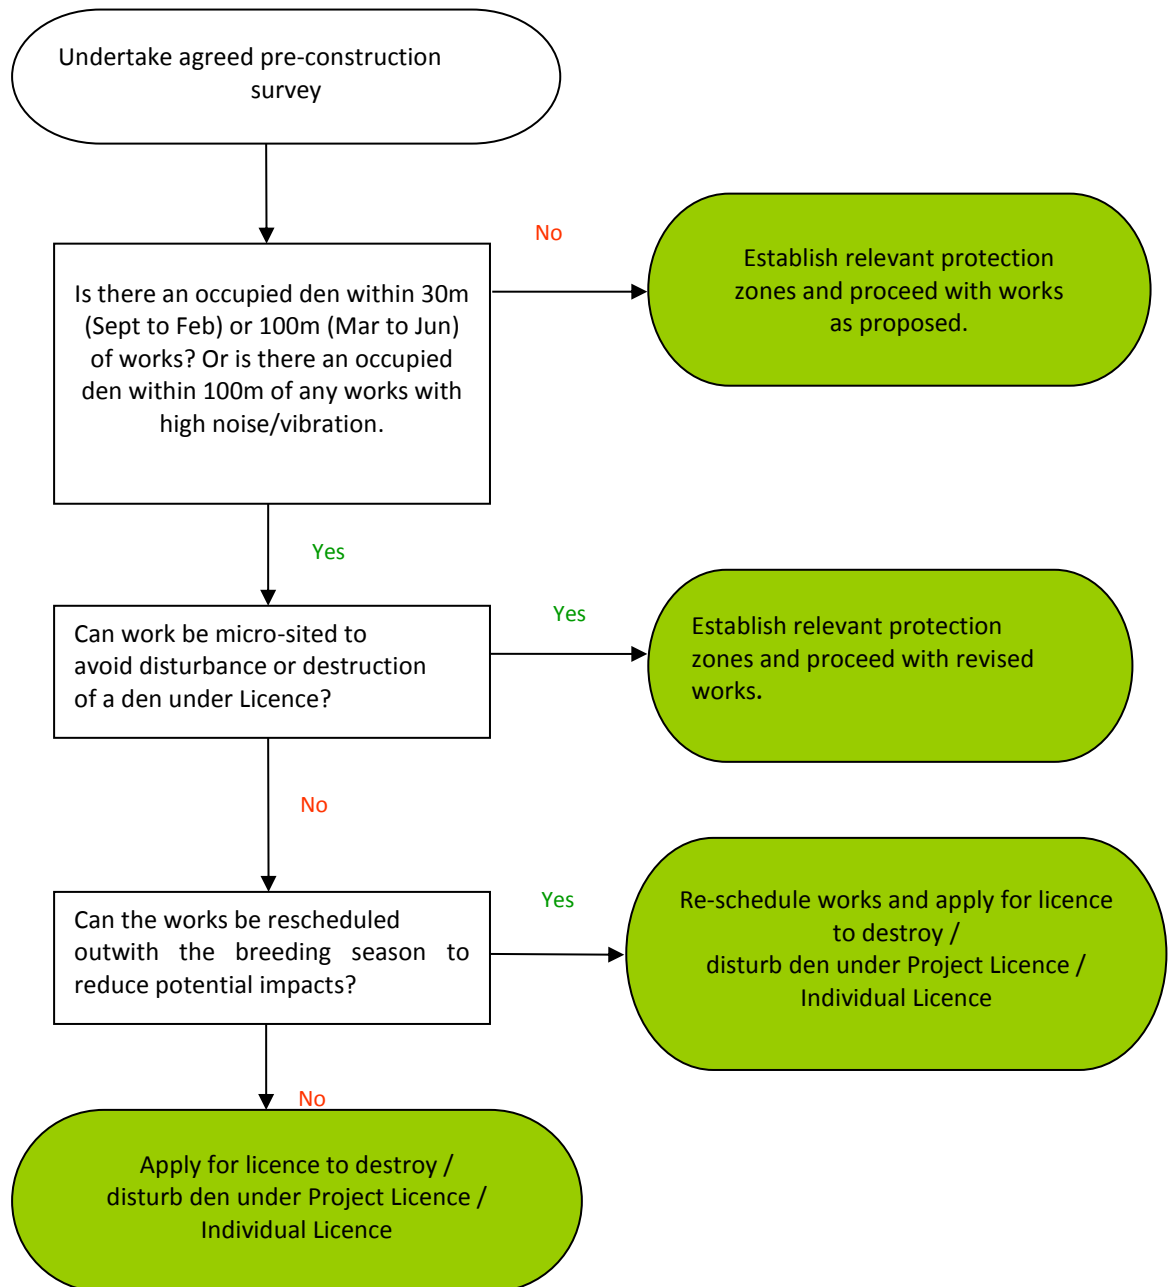 Undertake agreed pre-construction
survey
No
Establish relevant protection
zones and proceed with works
as proposed.
Is there an occupied den within 30m
(Sept to Feb) or 100m (Mar to Jun)
of works? Or is there an occupied
den within 100m of any works with
high noise/vibration.
Yes
Can work be micro-sited to
avoid disturbance or destruction
of a den under Licence?
Yes
Establish relevant protection
zones and proceed with revised
works.
No
Can the works be rescheduled
outwith the breeding season to
reduce potential impacts?
Yes
Re-schedule works and apply for licence
to destroy /
disturb den under Project Licence /
Individual Licence
No
Apply for licence to destroy /
disturb den under Project Licence /
Individual Licence